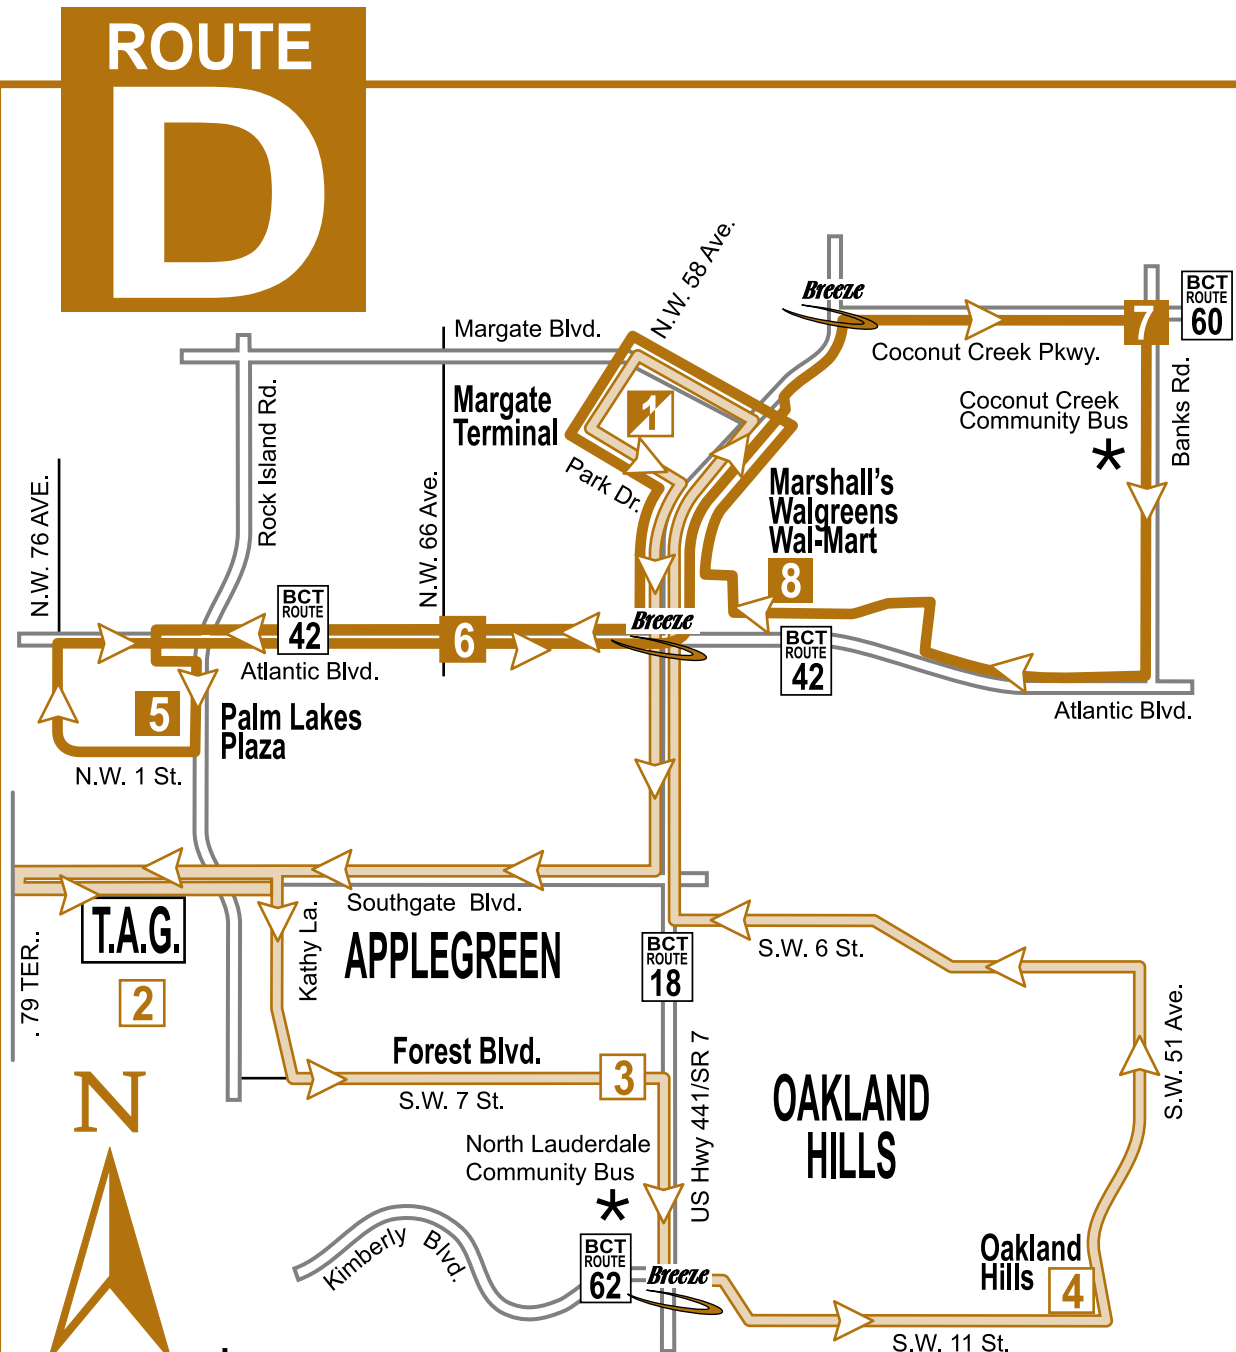 ROUTE
D
N.W. 58 Ave.
Breeze
BCT
ROUTE
60
7
Margate Blvd.
Coconut Creek Pkwy.
Rock Island Rd.
Margate
Terminal
1
Coconut Creek
Community Bus
*
Banks Rd.
Park Dr.
N.W. 76 AVE.
N.W. 66 Ave.
Marshall's
Walgreens
Wal-Mart
8
BCT
ROUTE
42
6
Breeze
BCT
ROUTE
42
Atlantic Blvd.
5
Palm Lakes
Plaza
Atlantic Blvd.
N.W. 1 St.
Southgate Blvd.
T.A.G.
Kathy La.
APPLEGREEN
S.W. 6 St.
BCT
ROUTE
18
. 79 TER..
2
Forest Blvd.
3
S.W. 7 St.
US Hwy 441/SR 7
OAKLAND
HILLS
S.W. 51 Ave.
N
North Lauderdale
Community Bus
*
Kimberly Blvd.
BCT
ROUTE
62
Breeze
Oakland
Hills
4
S.W. 11 St.